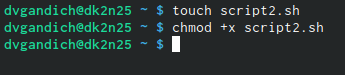 dvgandich@dk2n25 ~ $ touch script2.sh
dvgandich@dk2n25 ~ $ chmod +x script2.sh
dvgandich@dk2n25 ~ $